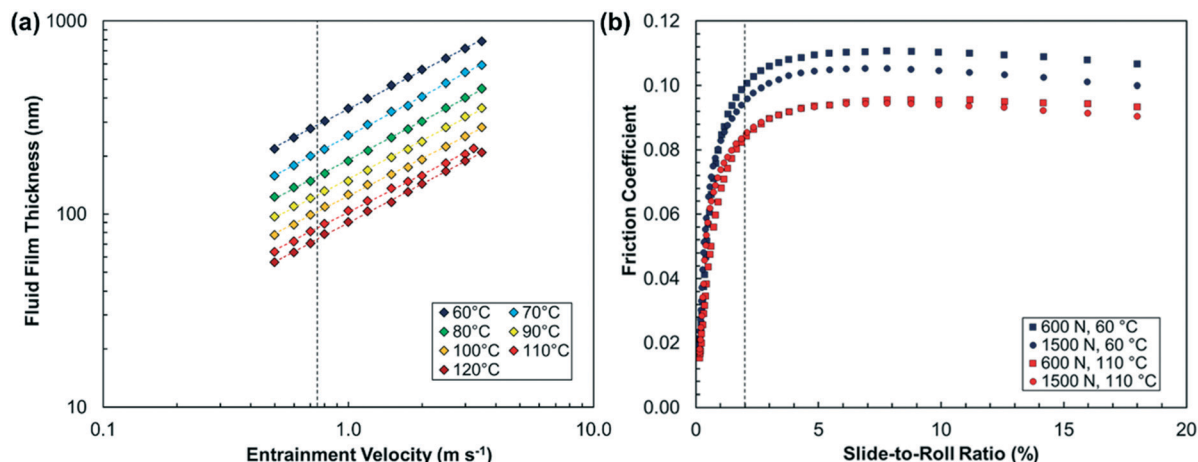 (a)
Fluid Film Thickness (nm)
1000
100
10
0.1
1.0
10.0
Entrainment Velocity (m s⁻¹)
60°C
70°C
80°C
90°C
100°C
110°C
120°C
(b)
Friction Coefficient
0.12
0.10
0.08
0.06
0.04
0.02
0.00
0
5
10
15
20
Slide-to-Roll Ratio (%)
600 N, 60 °C
1500 N, 60 °C
600 N, 110 °C
1500 N, 110 °C